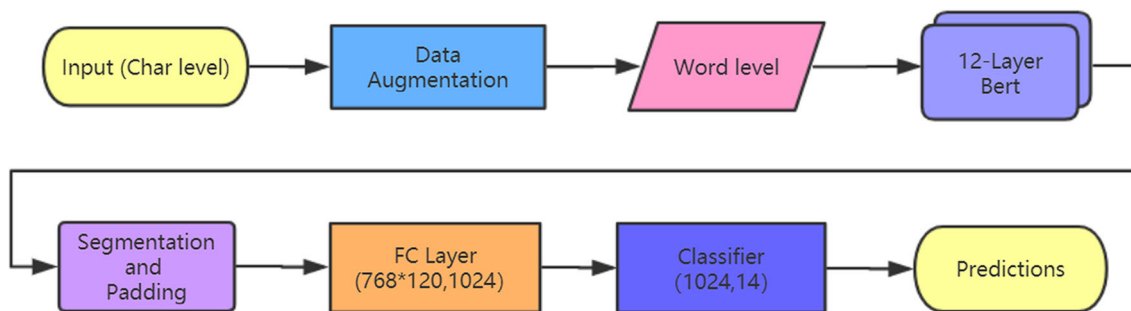 Input (Char level)
Data
Augmentation
Word level
12-Layer
Bert
Segmentation
and
Padding
FC Layer
(768*120,1024)
Classifier
(1024,14)
Predictions